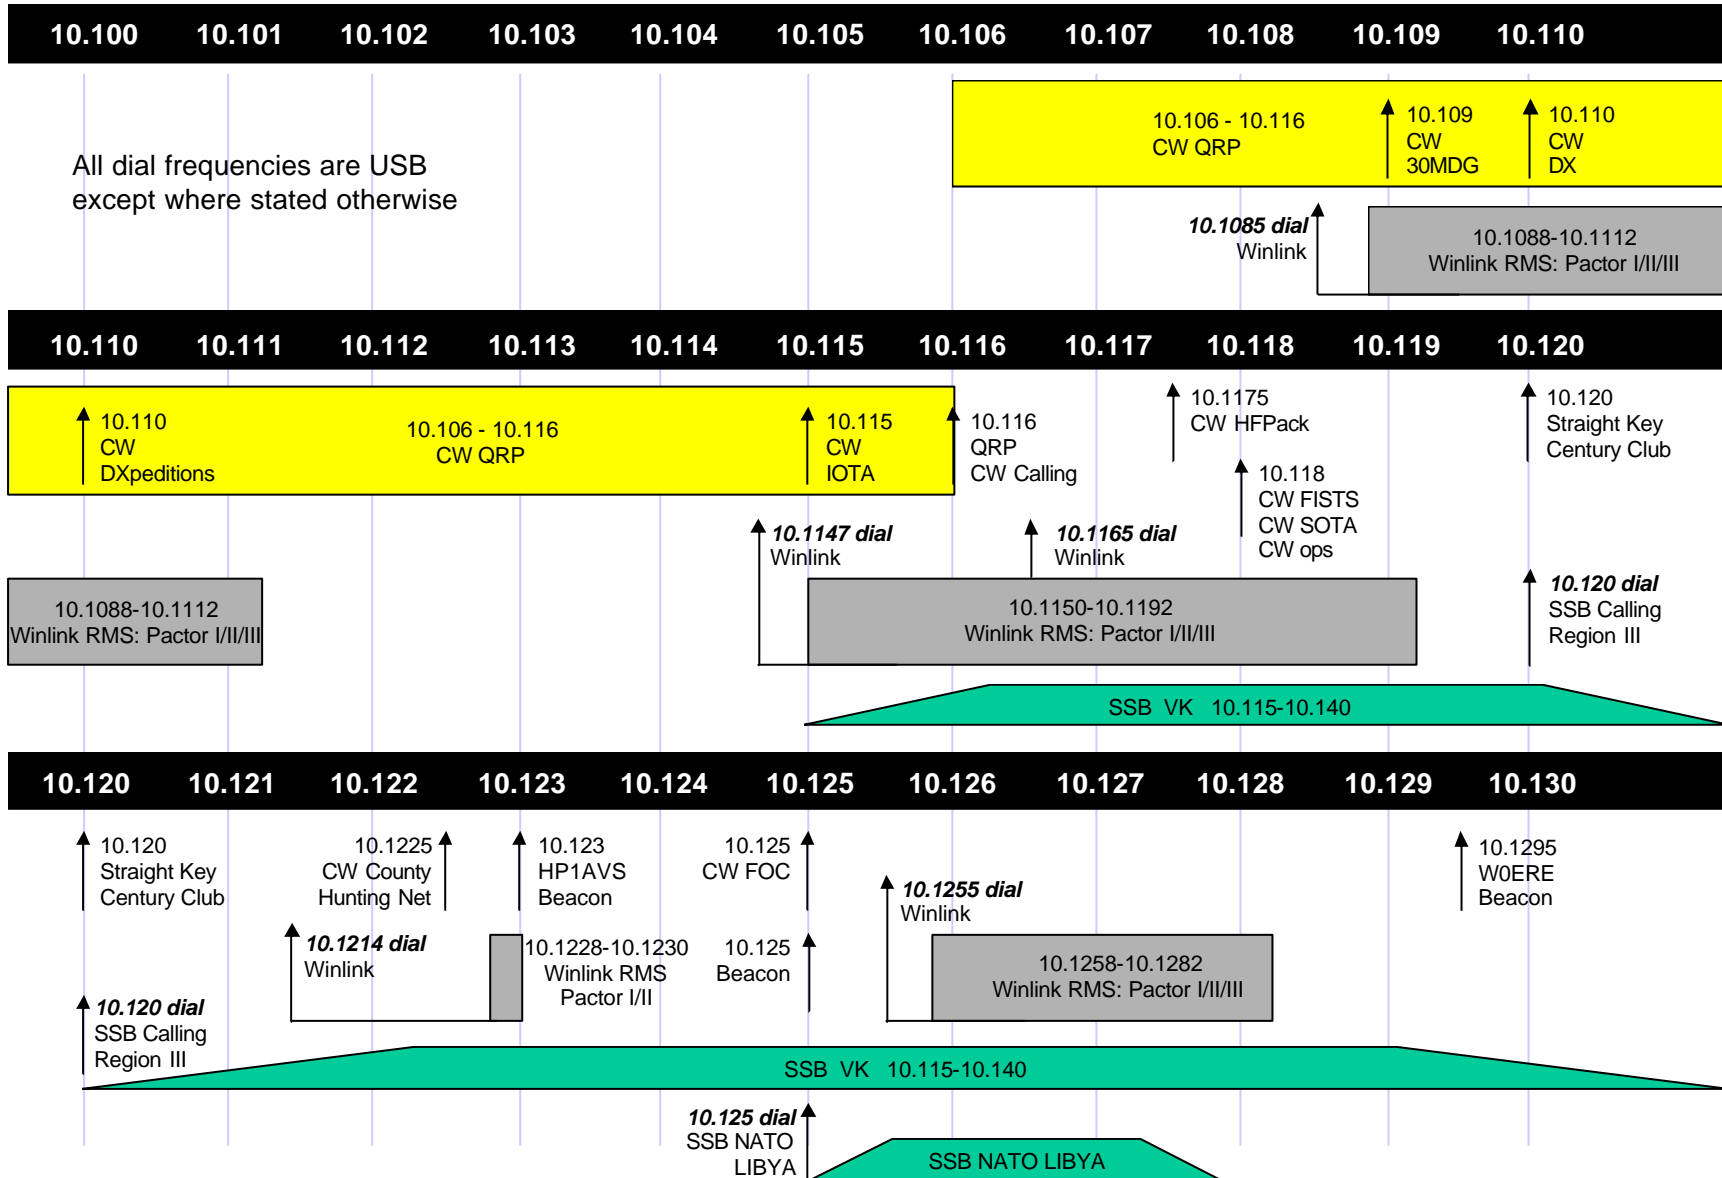 10.100 10.101 10.102 10.103 10.104 10.105 10.106 10.107 10.108 10.109 10.110
All dial frequencies are USB
except where stated otherwise
10.106 - 10.116
CW QRP
10.109
CW
30MDG
10.110
CW
DX
10.1085 dial
Winlink
10.1088-10.1112
Winlink RMS: Pactor I/II/III
10.110 10.111 10.112 10.113 10.114 10.115 10.116 10.117 10.118 10.119 10.120
10.110
CW
DXpeditions
10.106 - 10.116
CW QRP
10.115
CW
IOTA
10.116
QRP
CW Calling
10.1175
CW HFPack
10.118
CW FISTS
CW SOTA
CW ops
10.120
Straight Key
Century Club
10.1147 dial
Winlink
10.1165 dial
Winlink
10.1088-10.1112
Winlink RMS: Pactor I/II/III
10.1150-10.1192
Winlink RMS: Pactor I/II/III
10.120 dial
SSB Calling
Region III
SSB VK 10.115-10.140
10.120 10.121 10.122 10.123 10.124 10.125 10.126 10.127 10.128 10.129 10.130
10.120
Straight Key
Century Club
10.1225
CW County
Hunting Net
10.123
HP1AVS
Beacon
10.125
CW FOC
10.1255 dial
Winlink
10.1295
W0ERE
Beacon
10.1214 dial
Winlink
10.1228-10.1230
Winlink RMS
Pactor I/II
10.125
Beacon
10.1258-10.1282
Winlink RMS: Pactor I/II/III
10.120 dial
SSB Calling
Region III
SSB VK 10.115-10.140
10.125 dial
SSB NATO
LIBYA
SSB NATO LIBYA